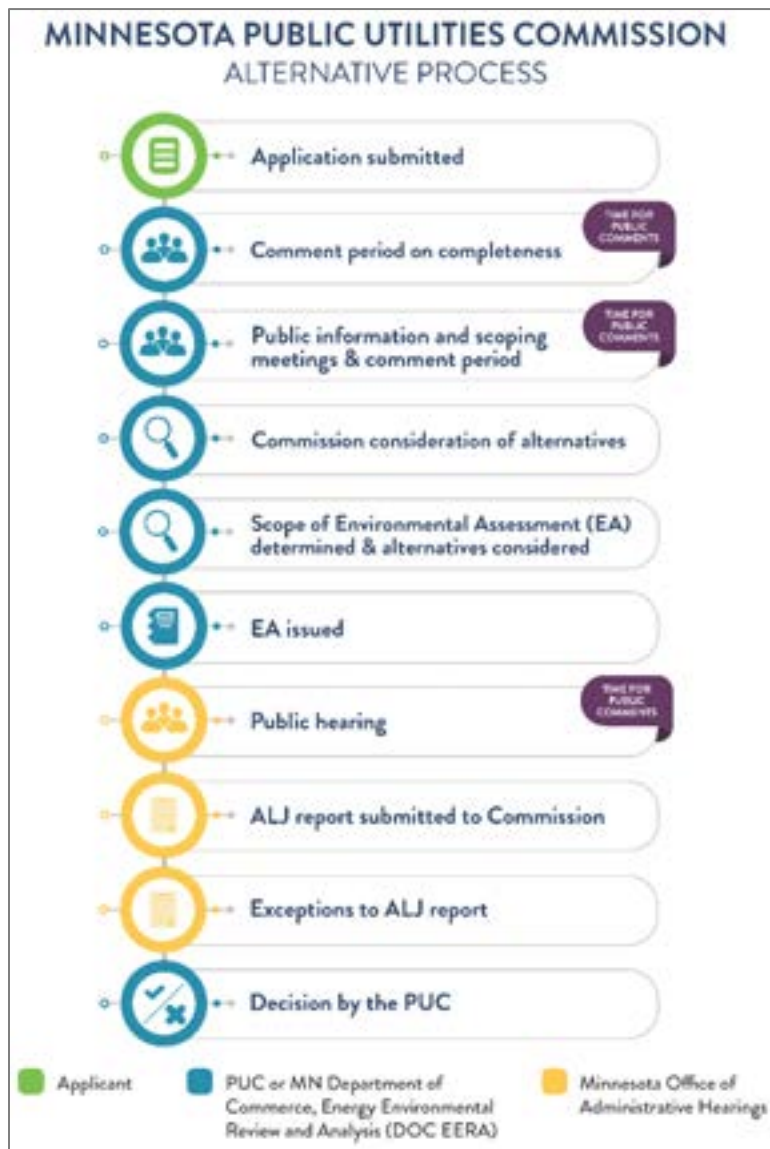 MINNESOTA PUBLIC UTILITIES COMMISSION
ALTERNATIVE PROCESS
Application submitted
TIME FOR
PUBLIC
COMMENTS
Comment period on completeness
TIME FOR
PUBLIC
COMMENTS
Public information and scoping
meetings & comment period
Commission consideration of alternatives
Scope of Environmental Assessment (EA)
determined & alternatives considered
EA issued
TIME FOR
PUBLIC
COMMENTS
Public hearing
ALJ report submitted to Commission
Exceptions to ALJ report
Decision by the PUC
Applicant
PUC or MN Department of
Commerce, Energy Environmental
Review and Analysis (DOC EERA)
Minnesota Office of
Administrative Hearings